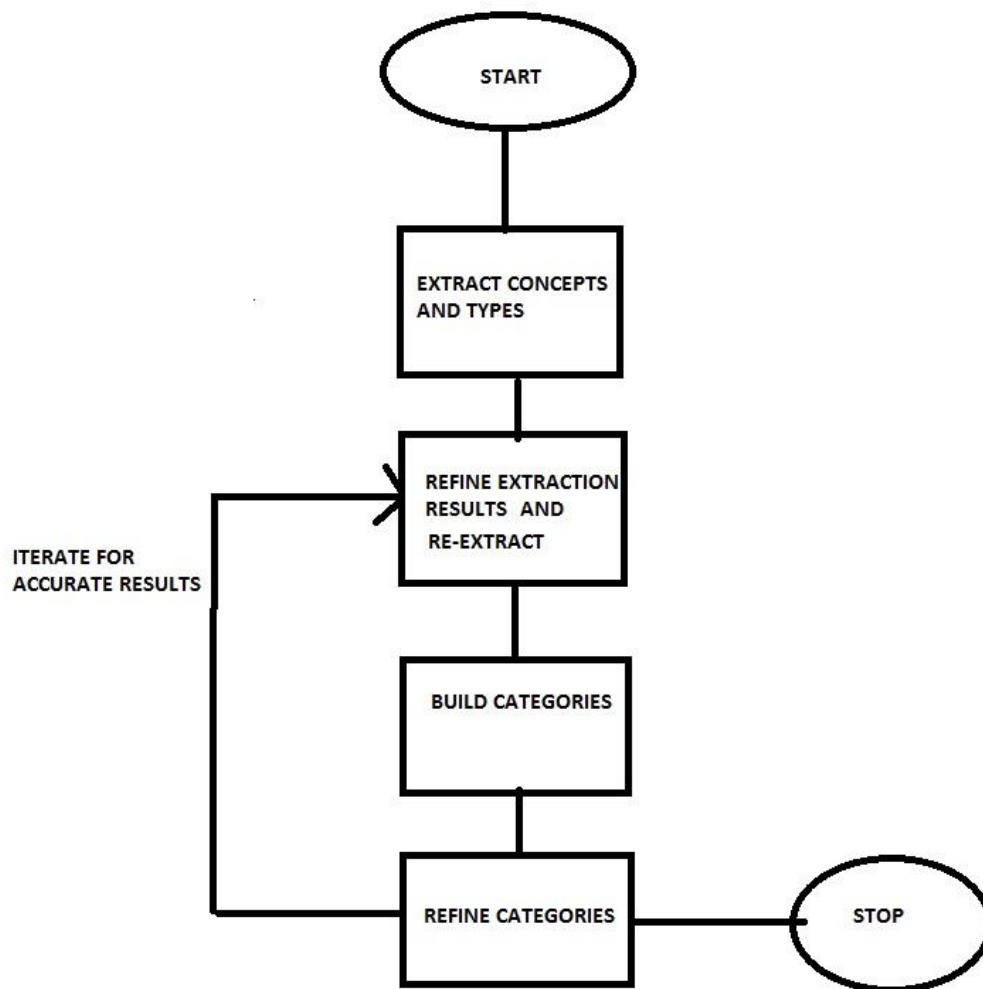 START
EXTRACT CONCEPTS
AND TYPES
REFINE EXTRACTION
RESULTS AND
RE-EXTRACT
ITERATE FOR
ACCURATE RESULTS
BUILD CATEGORIES
REFINE CATEGORIES
STOP